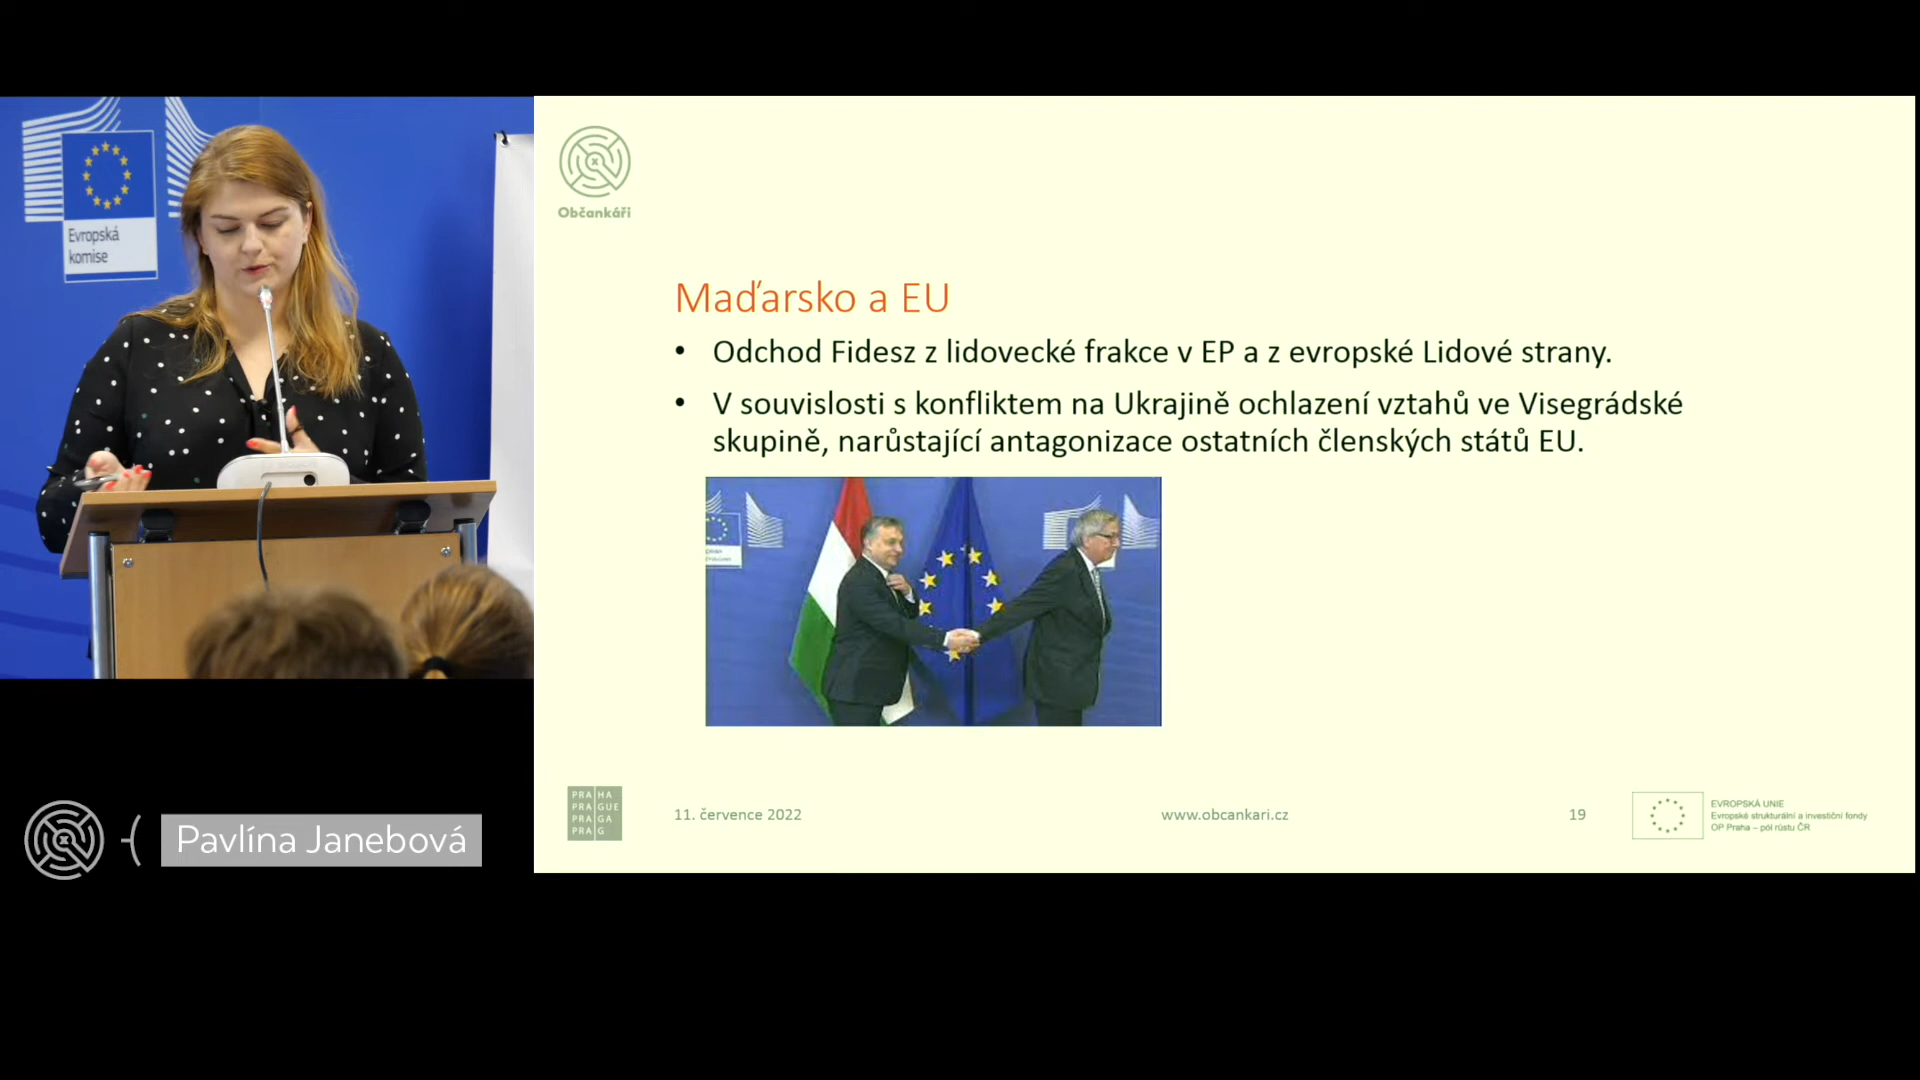 Evropská
komise
Občankáři
Maďarsko a EU
• Odchod Fidesz z lidovecké frakce v EP a z evropské Lidové strany.
• V souvislosti s konfliktem na Ukrajině ochlazení vztahů ve Visegrádské
skupině, narůstající antagonizace ostatních členských států EU.
PRA HA
PRA GUE
PRA GA
PRA G
11. července 2022
www.obcankari.cz
19
EVROPSKÁ UNIE
Evropské strukturální a investiční fondy
OP Praha – pól růstu ČR
Pavlína Janebová